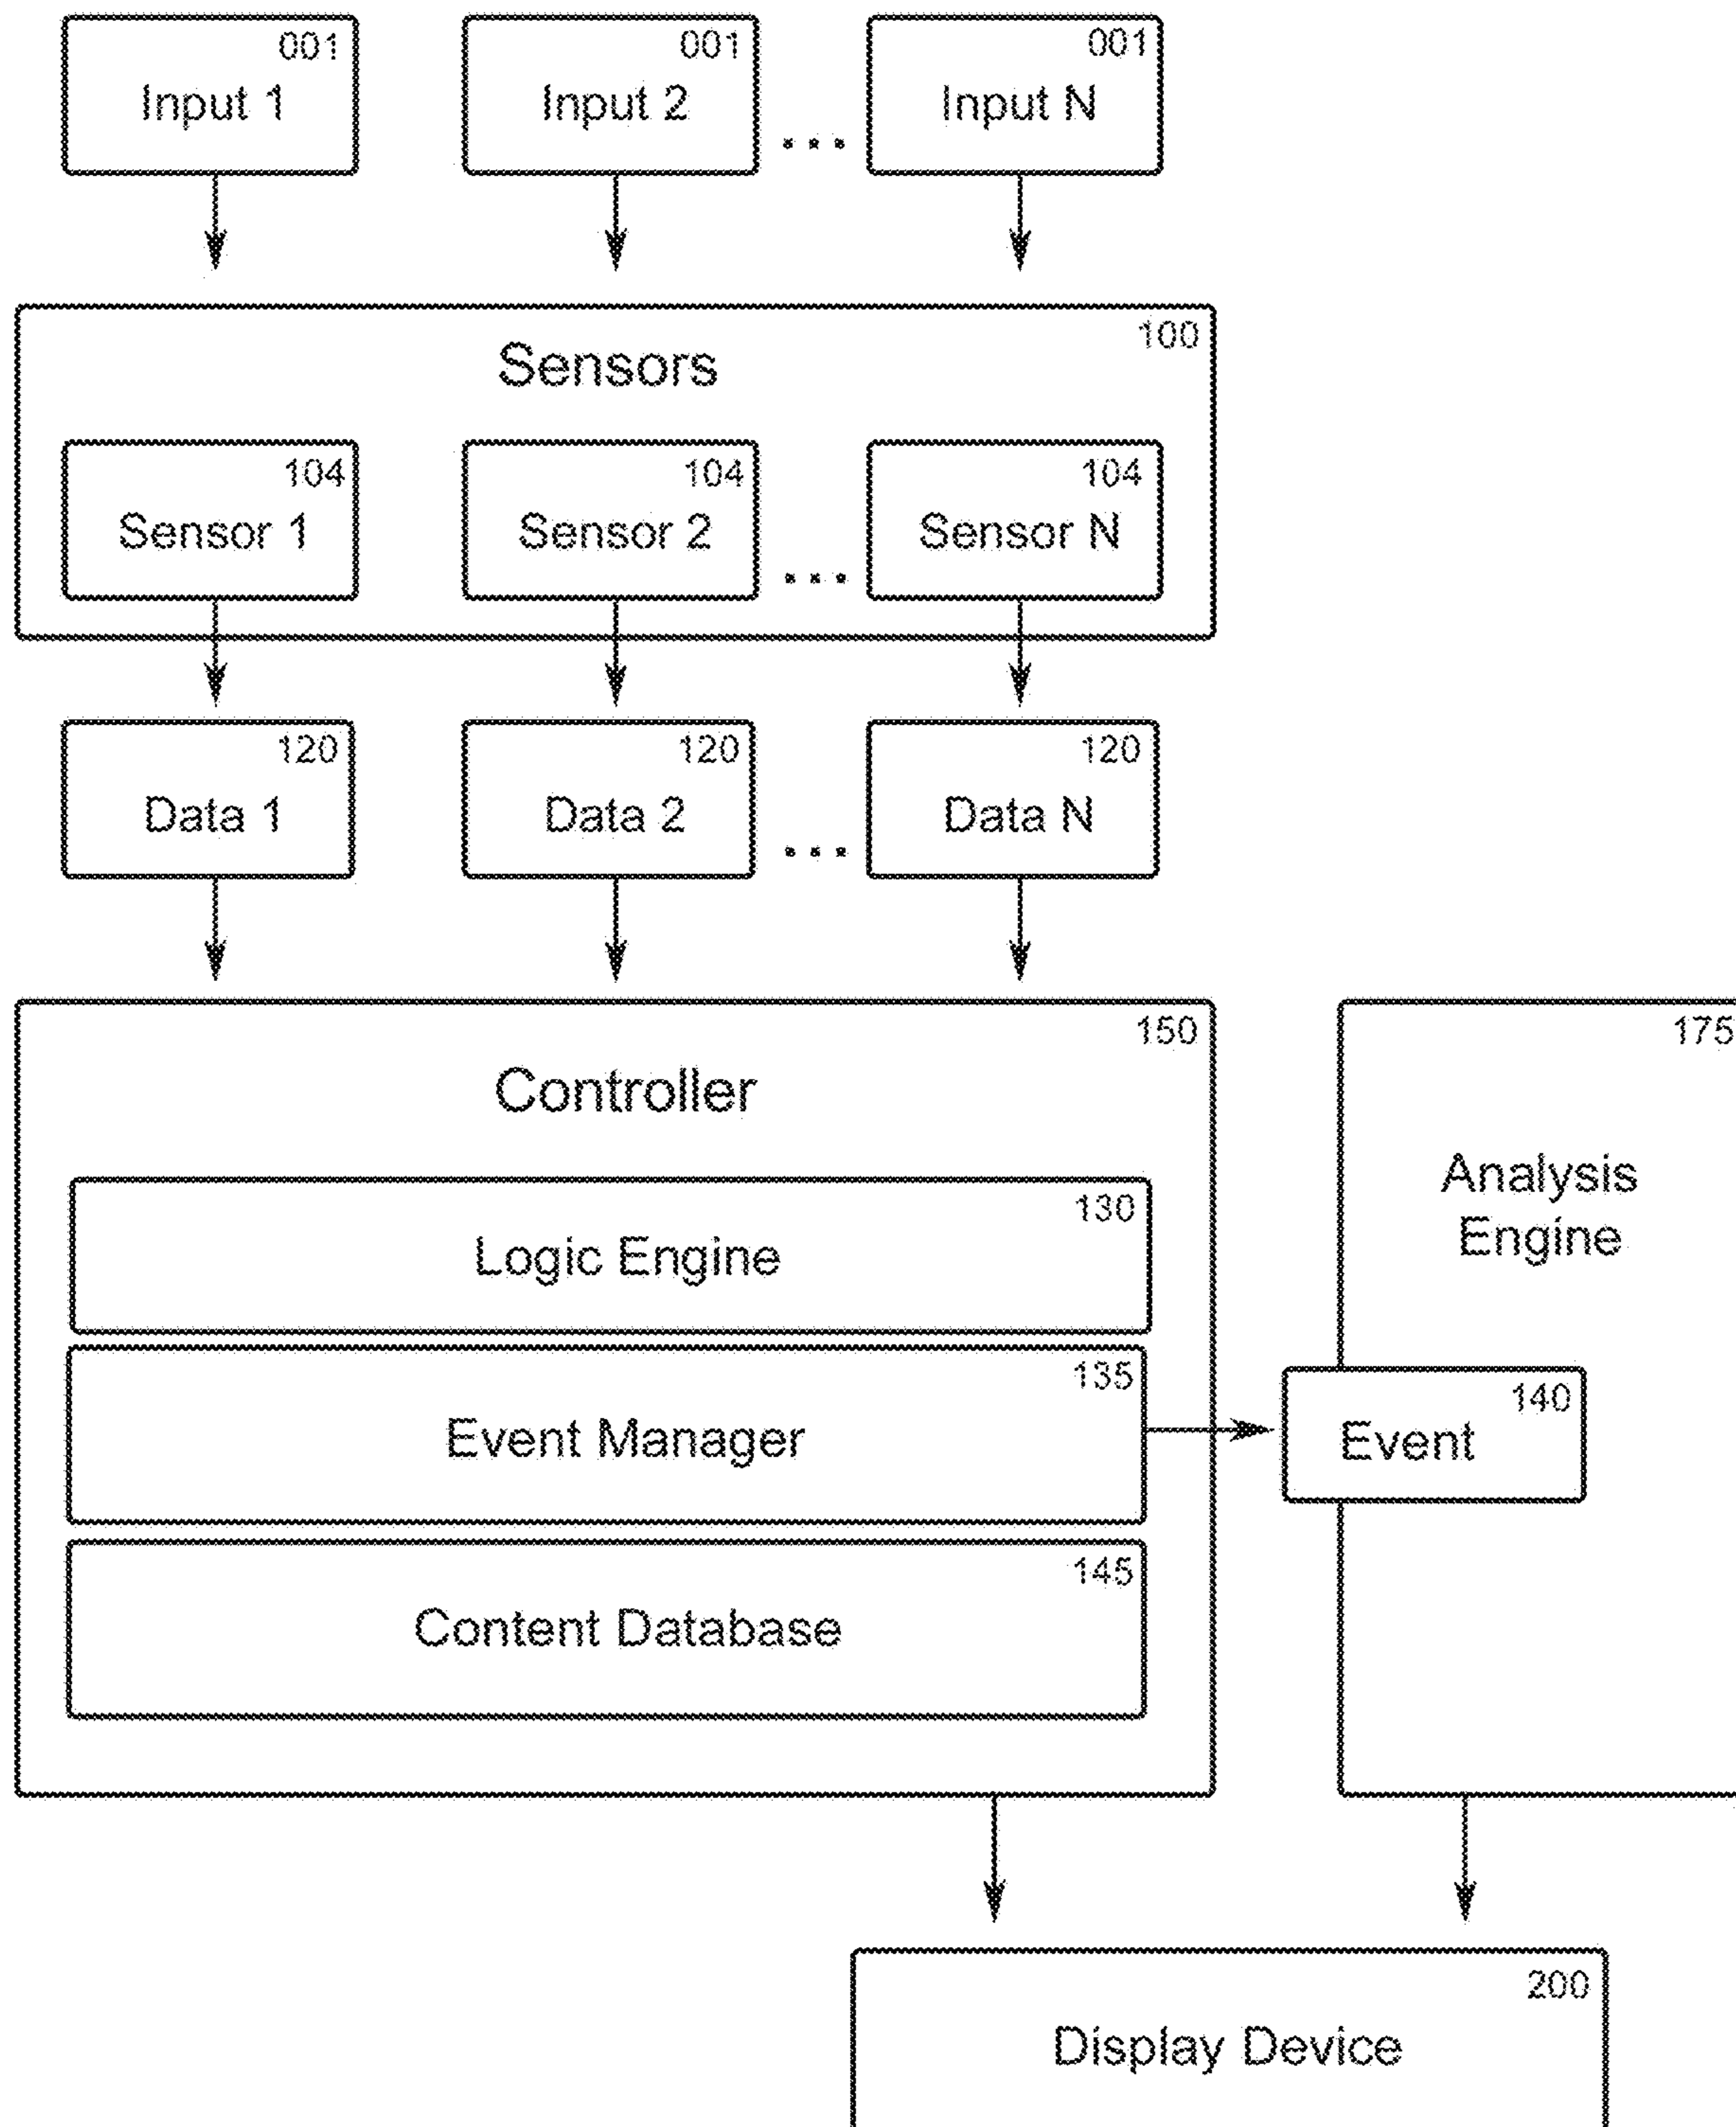 001 001 001
Input 1 Input 2 ... Input N
100
Sensors
104 104 104
Sensor 1 Sensor 2 ... Sensor N
120 120 120
Data 1 Data 2 ... Data N
150 175
Controller
Analysis
Engine
130
Logic Engine
135
Event Manager
140
Event
145
Content Database
200
Display Device